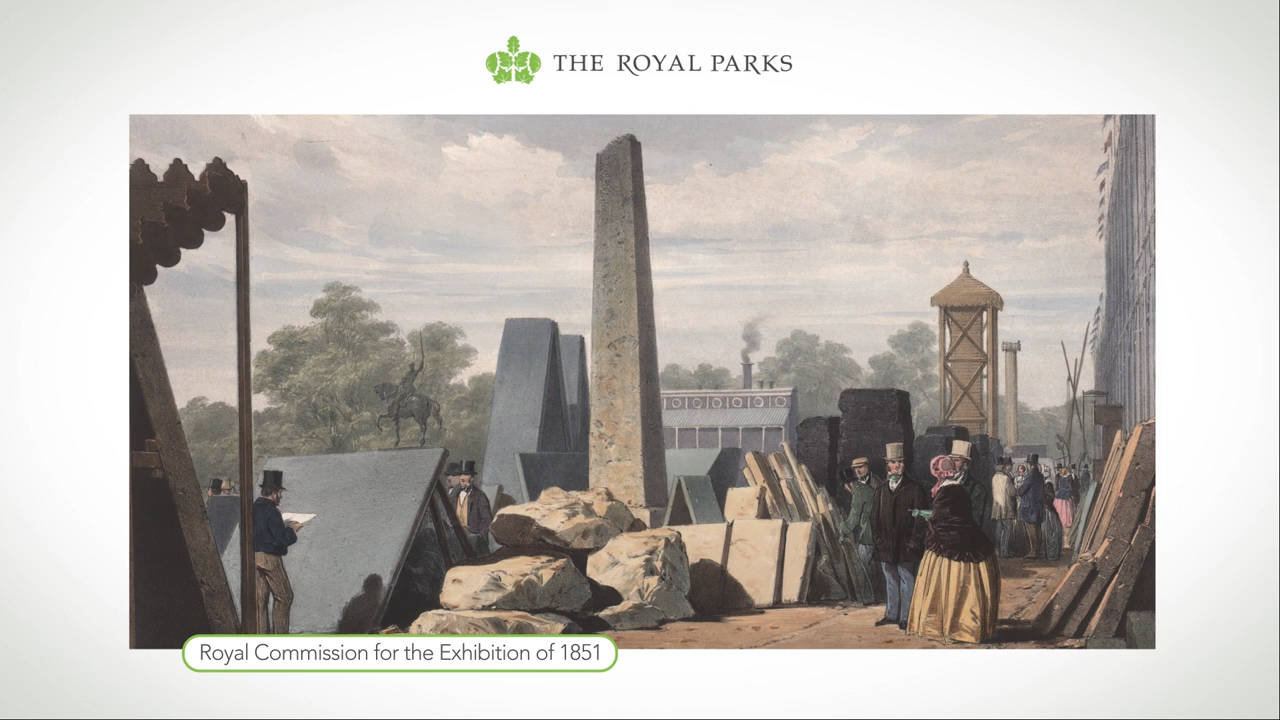 THE ROYAL PARKS
Royal Commission for the Exhibition of 1851